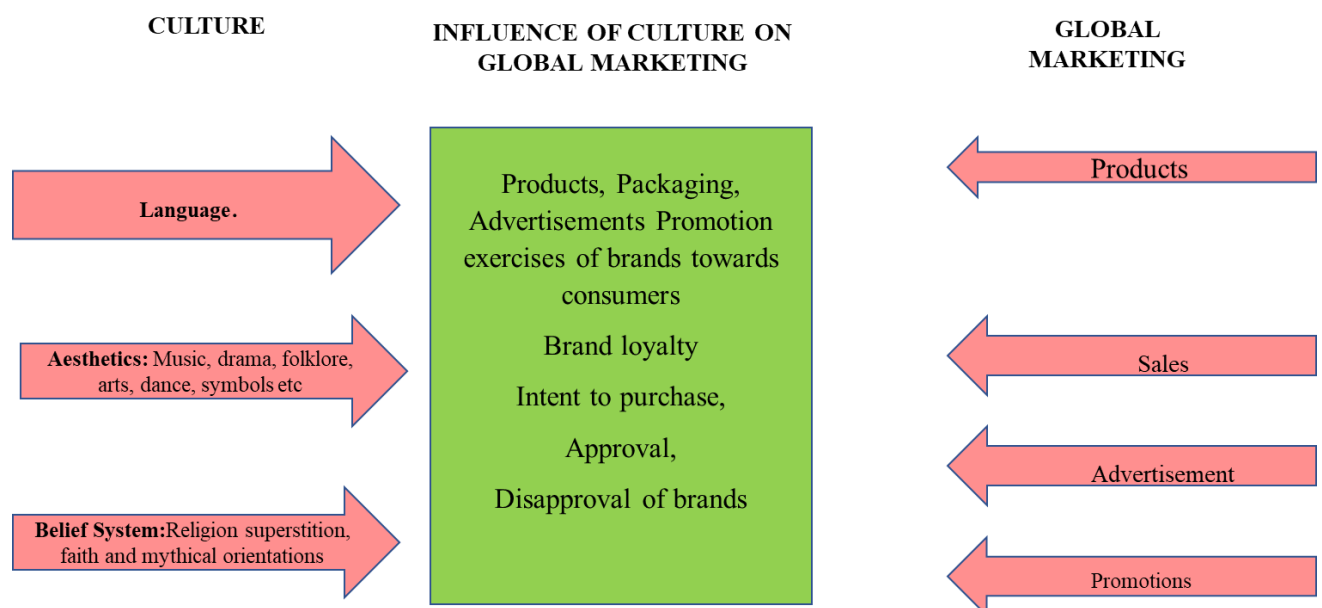 CULTURE
INFLUENCE OF CULTURE ON
GLOBAL MARKETING
GLOBAL
MARKETING
Language.
Aesthetics: Music, drama, folklore,
arts, dance, symbols etc
Belief System:Religion superstition,
faith and mythical orientations
Products, Packaging,
Advertisements Promotion
exercises of brands towards
consumers
Brand loyalty
Intent to purchase,
Approval,
Disapproval of brands
Products
Sales
Advertisement
Promotions